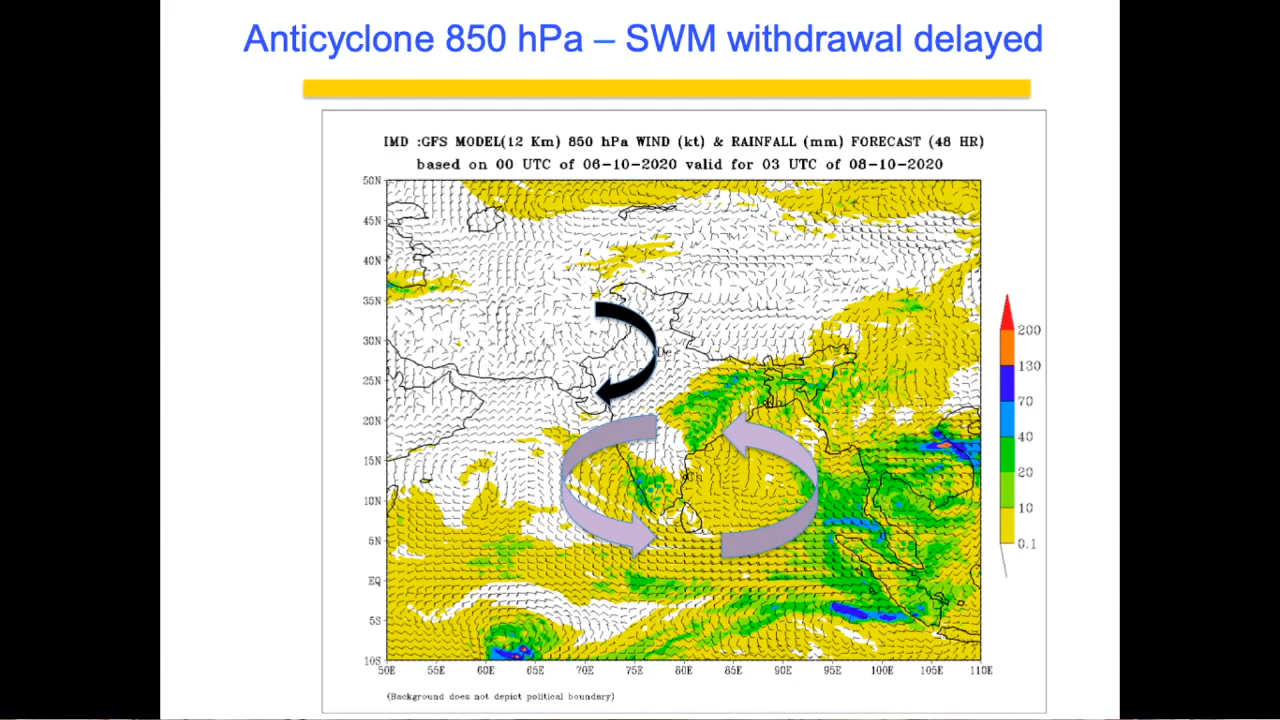 Anticyclone 850 hPa – SWM withdrawal delayed
IMD :GFS MODEL(12 Km) 850 hPa WIND (kt) & RAINFALL (mm) FORECAST (48 HR)
based on 00 UTC of 06-10-2020 valid for 03 UTC of 08-10-2020
50N
45N
40N
35N
30N
25N
20N
15N
10N
5N
EQ
5S
10S
50E 55E 60E 65E 70E 75E 80E 85E 90E 95E 100E 105E 110E
200
130
70
40
20
10
0.1
(Background does not depict political boundary)